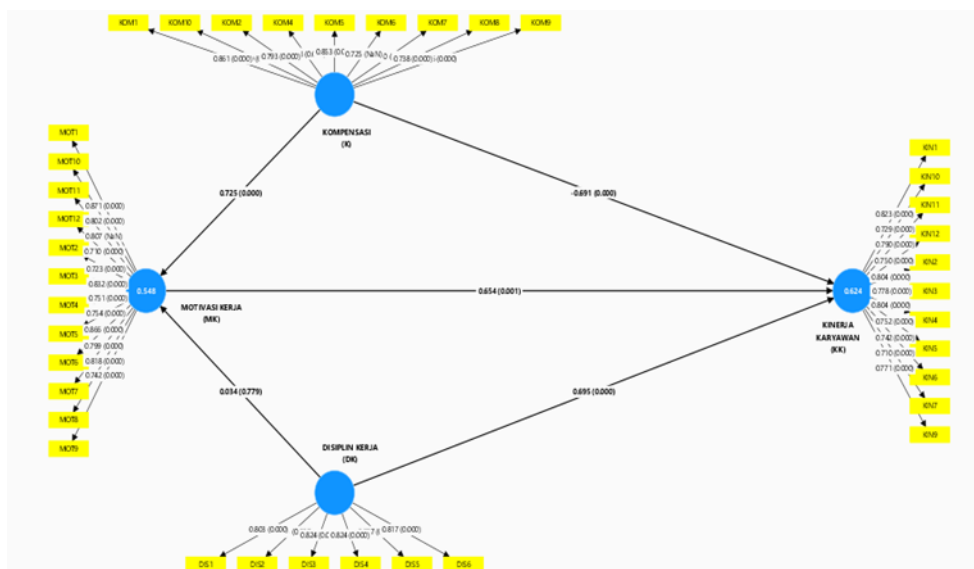 KOM1 KOM10 KOM2 KOM4 KOM5 KOM6 KOM7 KOM8 KOM9
0.861 (0.000) 0.793 (0.000) 0.853 0.725 (NaN) 0.758 (0.000)
KOMPENSASI
(K)
MOT1
MOT10
MOT11
MOT12
MOT2
MOT3
MOT4
MOT5
MOT6
MOT7
MOT8
MOT9
0.871 (0.000)
0.802 (0.000)
0.807 (NaN)
0.710 (0.000)
0.723 (0.000)
0.832 (0.000)
0.751 (0.000)
0.754 (0.000)
0.866 (0.000)
0.799 (0.000)
0.818 (0.000)
0.742 (0.000)
0.548
MOTIVASI KERJA
(MK)
0.725 (0.000)
-0.691 (0.000)
0.654 (0.001)
0.034 (0.779)
0.695 (0.000)
0.823 (0.000)
0.729 (0.000)
0.790 (0.000)
0.750 (0.000)
0.804 (0.000)
0.778 (0.000)
0.804 (0.000)
0.752 (0.000)
0.742 (0.000)
0.710 (0.000)
0.771 (0.000)
0.624
KINERJA
KARYAWAN
(KK)
KIN1
KIN10
KIN11
KIN12
KIN2
KIN3
KIN4
KIN5
KIN6
KIN7
KIN9
DISIPLIN KERJA
(DK)
0.803 (0.000) 0.824 0.824 (0.000) 0.817 (0.000)
DIS1 DIS2 DIS3 DIS4 DIS5 DIS6